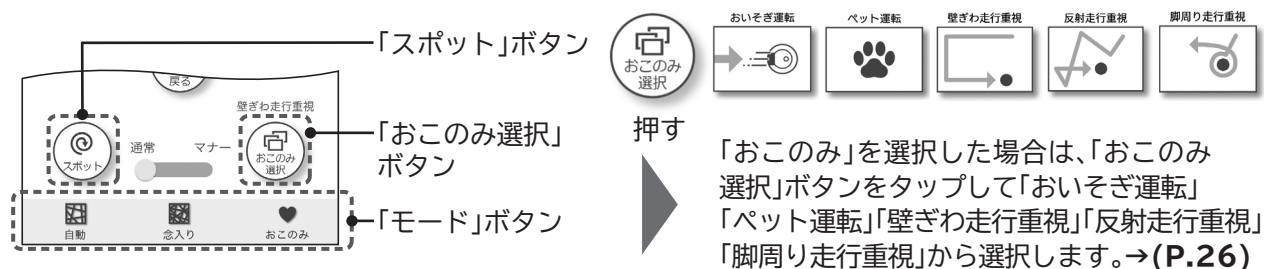 「スポット」ボタン
戻る
壁ぎわ走行重視
スポット
通常 マナー
おこのみ
選択
「おこのみ選択」
ボタン
自動 念入り おこのみ
「モード」ボタン
おこのみ
選択
押す
おいそぎ運転 ペット運転 壁ぎわ走行重視 反射走行重視 脚周り走行重視
「おこのみ」を選択した場合は、「おこのみ
選択」ボタンをタップして「おいそぎ運転」
「ペット運転」「壁ぎわ走行重視」「反射走行重視」
「脚周り走行重視」から選択します。→(P.26)